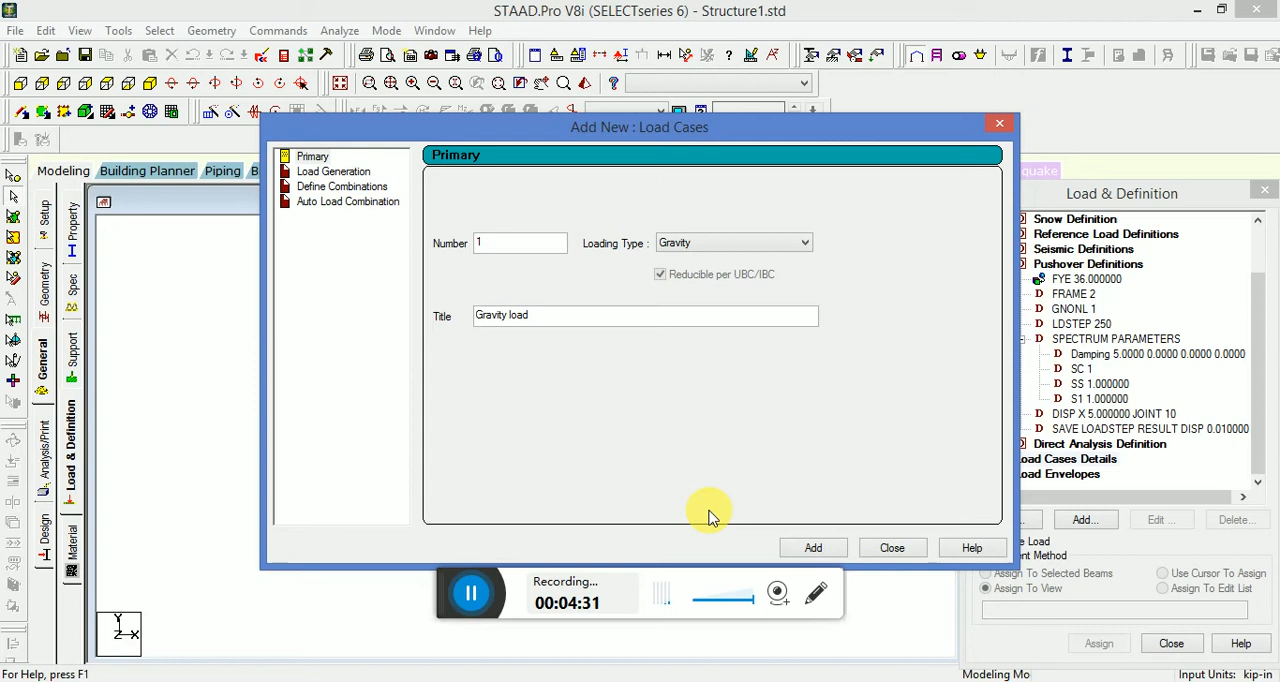 STAAD.Pro V8i (SELECTseries 6) - Structure1.std
File Edit View Tools Select Geometry Commands Analyze Mode Window Help
Modeling Building Planner Piping B
quake
Add New : Load Cases
Primary
Load Generation
Define Combinations
Auto Load Combination
Primary
Number 1 Loading Type : Gravity
Reducible per UBC/IBC
Title Gravity load
Add Close Help
Setup
Geometry
General
Analysis/Print
Design
Property
Spec
Support
Load & Definition
Material
Load & Definition
Snow Definition
Reference Load Definitions
Seismic Definitions
Pushover Definitions
FYE 36.000000
FRAME 2
GNONL 1
LDSTEP 250
SPECTRUM PARAMETERS
Damping 5.0000 0.0000 0.0000 0.0000
SC 1
SS 1.000000
S1 1.000000
DISP X 5.000000 JOINT 10
SAVE LOADSTEP RESULT DISP 0.010000
Direct Analysis Definition
oad Cases Details
oad Envelopes
... Add... Edit ... Delete...
e Load
ent Method
Assign To Selected Beams Use Cursor To Assign
Assign To View Assign To Edit List
Assign Close Help
Recording...
00:04:31
Y
Z X
For Help, press F1 Modeling Mo Input Units: kip-in